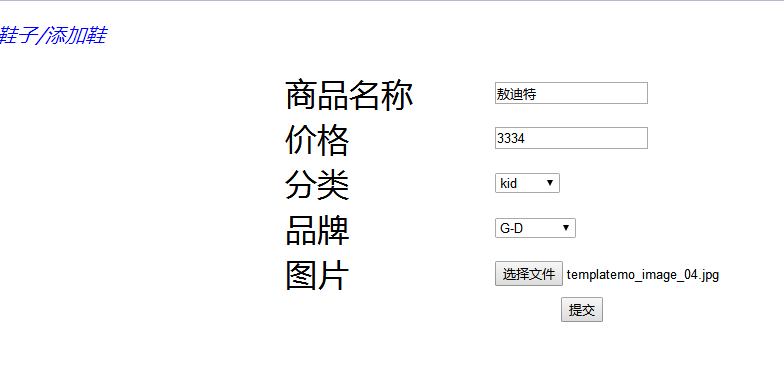 鞋子/添加鞋
商品名称 敖迪特
价格 3334
分类 kid
品牌 G-D
图片 选择文件 templatemo_image_04.jpg
提交